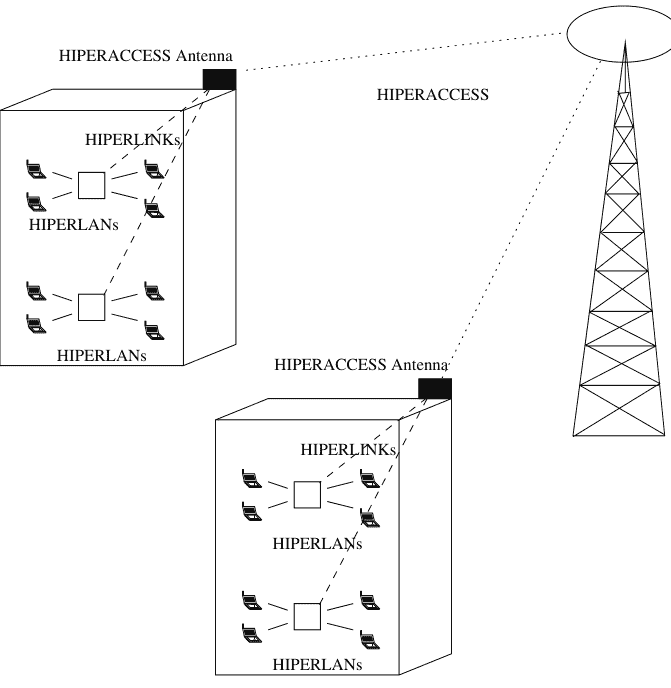 HIPERACCESS Antenna
HIPERACCESS
HIPERLINKs
HIPERLANs
HIPERLANs
HIPERACCESS Antenna
HIPERLINKs
HIPERLANs
HIPERLANs